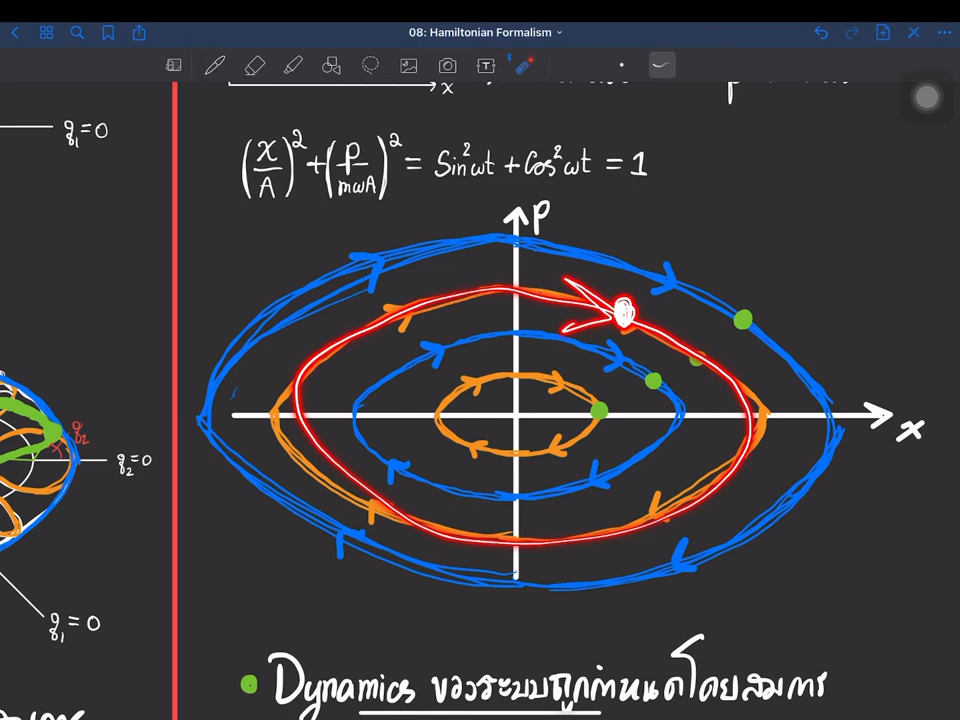 08: Hamiltonian Formalism
x
q₁=0
(x/A)² + (p/mωA)² = Sin²ωt + Cos²ωt = 1
p
x
q₂
q₂=0
q₁ = 0
Dynamics ของระบบถูกกำหนดโดยสมการ